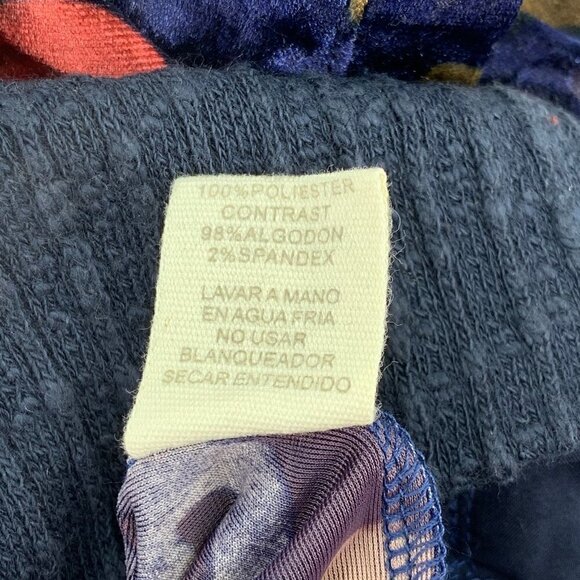 100%POLIESTER
CONTRAST
98%ALGODON
2%SPANDEX
LAVAR A MANO
EN AGUA FRIA
NO USAR
BLANQUEADOR
SECAR ENTENDIDO